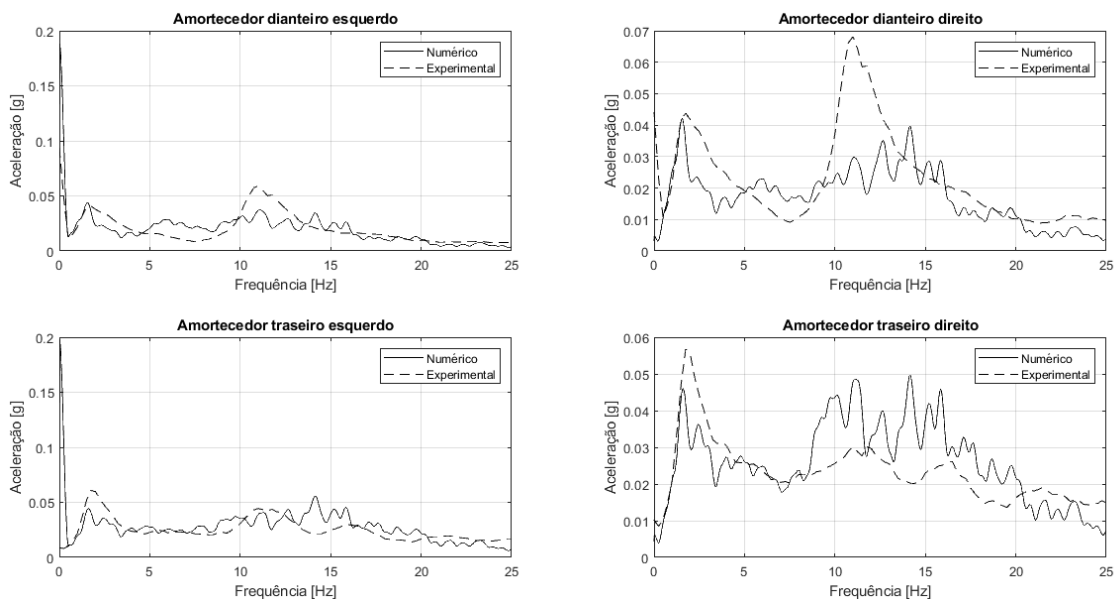 Amortecedor dianteiro esquerdo
Aceleração [g]
0.2
0.15
0.1
0.05
0
Numérico
Experimental
0 5 10 15 20 25
Frequência [Hz]
Amortecedor dianteiro direito
Aceleração [g]
0.07
0.06
0.05
0.04
0.03
0.02
0.01
0
Numérico
Experimental
0 5 10 15 20 25
Frequência [Hz]
Amortecedor traseiro esquerdo
Aceleração [g]
0.2
0.15
0.1
0.05
0
Numérico
Experimental
0 5 10 15 20 25
Frequência [Hz]
Amortecedor traseiro direito
Aceleração [g]
0.06
0.05
0.04
0.03
0.02
0.01
0
Numérico
Experimental
0 5 10 15 20 25
Frequência [Hz]